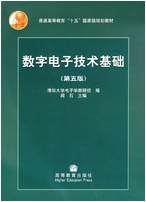 普通高等教育“十五”国家级规划教材
数字电子技术基础
（第五版）
清华大学电子学教研组 编
阎石 主编
高等教育出版社
Higher Education Press